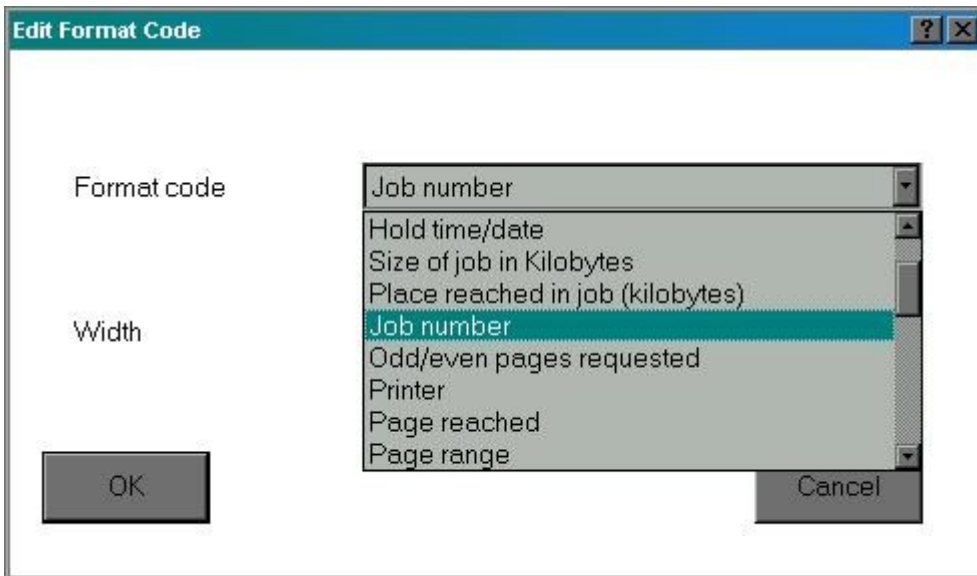 Edit Format Code
Format code
Job number
Hold time/date
Size of job in Kilobytes
Place reached in job (kilobytes)
Job number
Width
Odd/even pages requested
Printer
Page reached
Page range
OK
Cancel